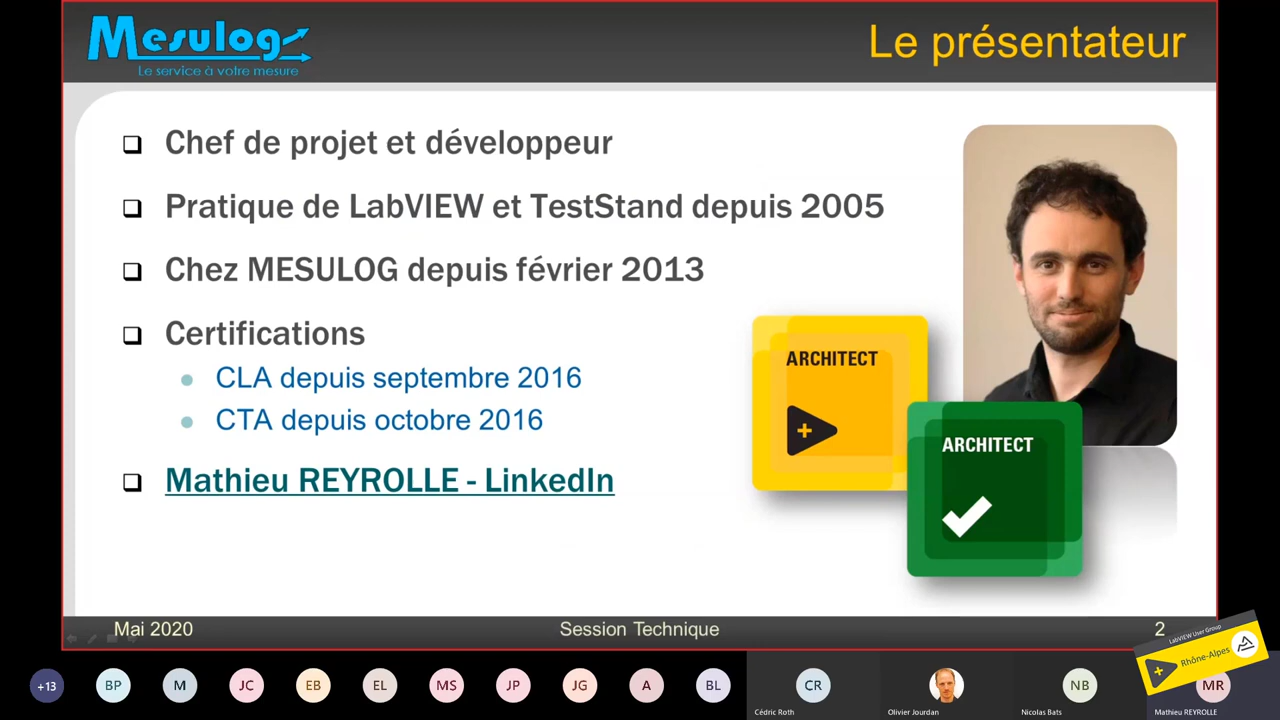 Mesulog
Le service à votre mesure
Le présentateur
Chef de projet et développeur
Pratique de LabVIEW et TestStand depuis 2005
Chez MESULOG depuis février 2013
Certifications
CLA depuis septembre 2016
CTA depuis octobre 2016
Mathieu REYROLLE - LinkedIn
ARCHITECT
ARCHITECT
Mai 2020
Session Technique
2
LabVIEW User Group
Rhône-Alpes
+13
BP
M
JC
EB
EL
MS
JP
JG
A
BL
CR
NB
MR
Cédric Roth
Olivier Jourdan
Nicolas Bats
Mathieu REYROLLE